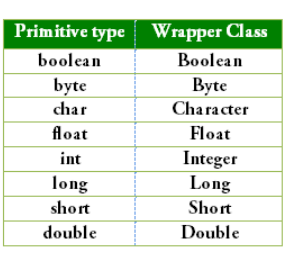 Primitive type Wrapper Class
boolean Boolean
byte Byte
char Character
float Float
int Integer
long Long
short Short
double Double